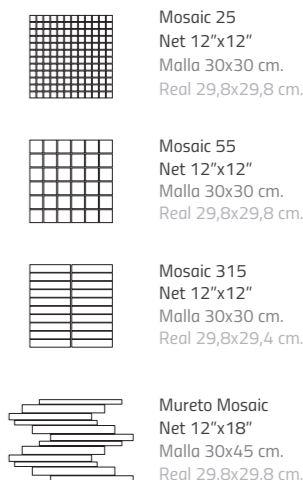 Mosaic 25
Net 12”x12”
Malla 30x30 cm.
Real 29,8x29,8 cm.
Mosaic 55
Net 12”x12”
Malla 30x30 cm.
Real 29,8x29,8 cm.
Mosaic 315
Net 12”x12”
Malla 30x30 cm.
Real 29,8x29,4 cm.
Mureto Mosaic
Net 12”x18”
Malla 30x45 cm.
Real 29,8x29,8 cm.